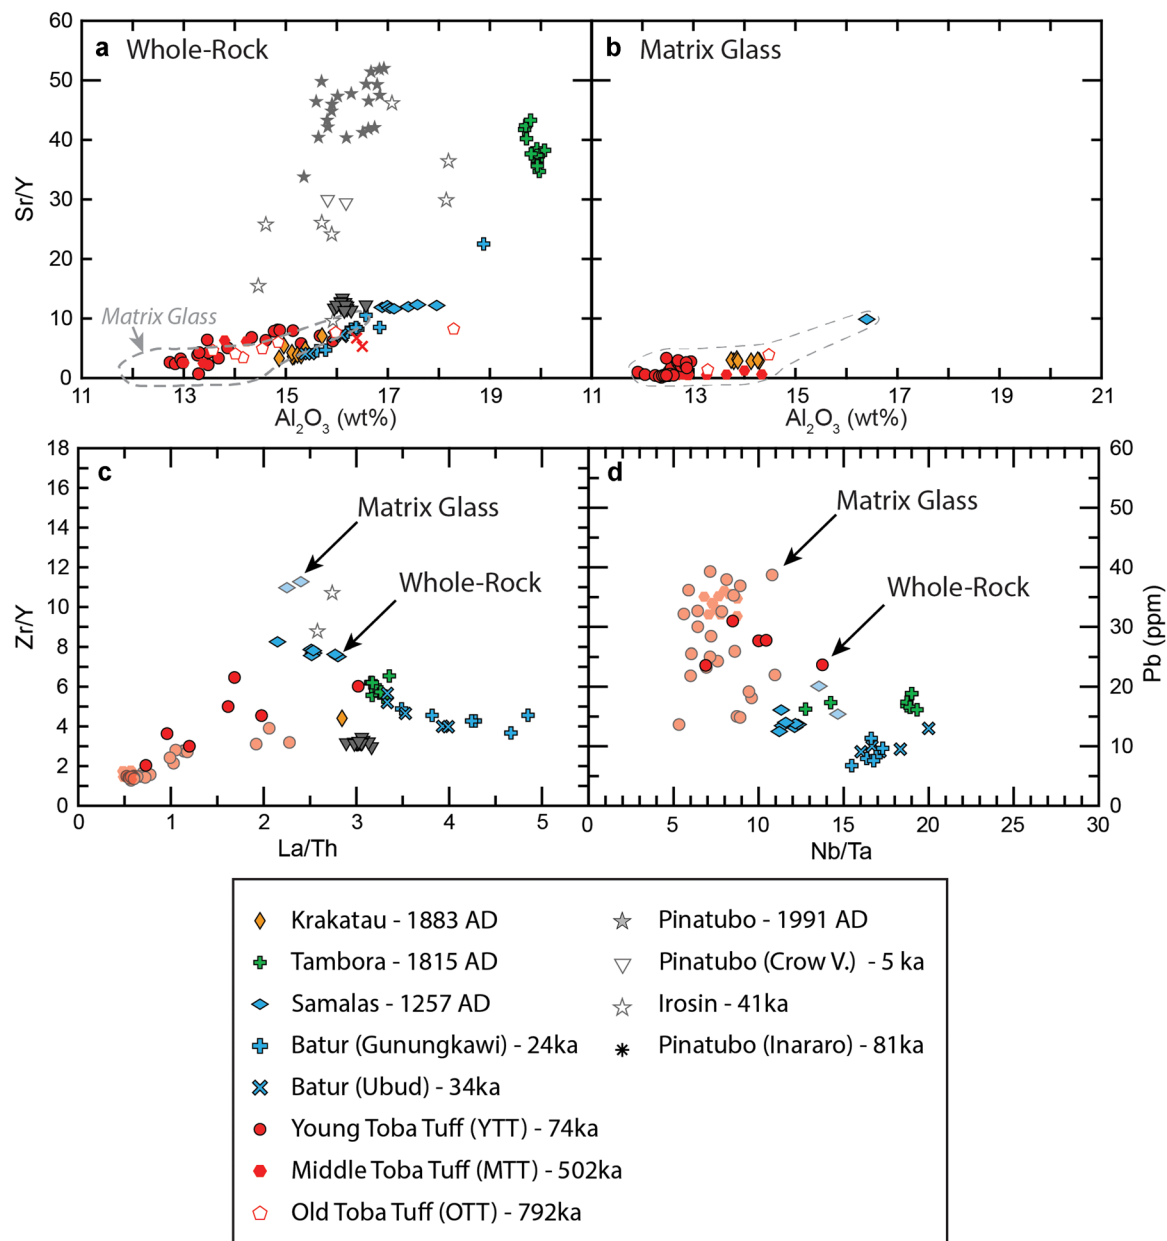 60
50
40
30
20
10
0
Sr/Y
a Whole-Rock
Matrix Glass
11 13 15 17 19
Al2O3 (wt%)
b Matrix Glass
11 13 15 17 19 21
Al2O3 (wt%)
18
16
14
12
10
8
6
4
2
0
Zr/Y
c
Matrix Glass
Whole-Rock
0 1 2 3 4 5
La/Th
d
Matrix Glass
Whole-Rock
60
50
40
30
20
10
0
Pb (ppm)
0 5 10 15 20 25 30
Nb/Ta
Krakatau - 1883 AD
Tambora - 1815 AD
Samalas - 1257 AD
Batur (Gunungkawi) - 24ka
Batur (Ubud) - 34ka
Young Toba Tuff (YTT) - 74ka
Middle Toba Tuff (MTT) - 502ka
Old Toba Tuff (OTT) - 792ka
Pinatubo - 1991 AD
Pinatubo (Crow V.) - 5 ka
Irosin - 41ka
Pinatubo (Inararo) - 81ka